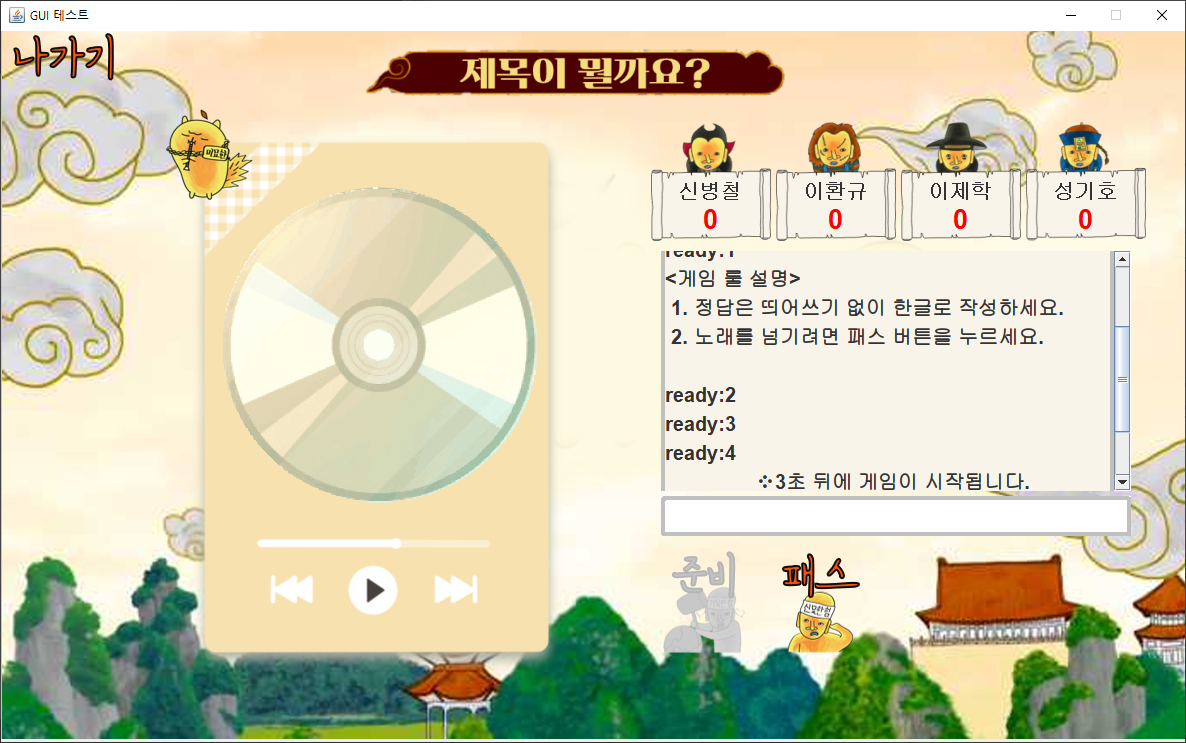 GUI 테스트
나가기
제목이 뭘까요?
미묘한
신병철
0
이환규
0
이제학
0
성기호
0
ready:1
<게임 룰 설명>
1. 정답은 띄어쓰기 없이 한글로 작성하세요.
2. 노래를 넘기려면 패스 버튼을 누르세요.
ready:2
ready:3
ready:4
❖3초 뒤에 게임이 시작됩니다.
준비
패스
신묘한점